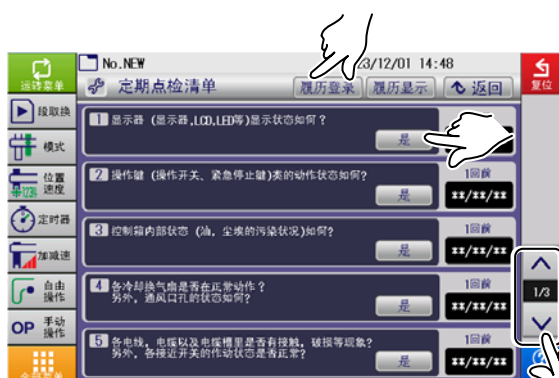 No.NEW
3/12/01 14:48
运转菜单
定期点检清单
履历登录
履历显示
返回
复位
段取换
1 显示器 (显示器,LCD,LED等)显示状态如何?
是
模式
2 操作键 (操作开关、紧急停止键)类的动作状态如何?
1回前
是
**/**/**
位置
速度
3 控制箱内部状态 (油，尘埃的污染状况)如何?
1回前
是
**/**/**
定时器
加减速
4 各冷却换气扇是否在正常动作?
另外，通风口孔的状态如何?
1回前
是
**/**/**
1/3
自由
操作
OP 手动
操作
5 各电线，电缆以及电缆槽里是否有接触，破损等现象?
另外，各接近开关的作动状态是否正常?
1回前
是
**/**/**